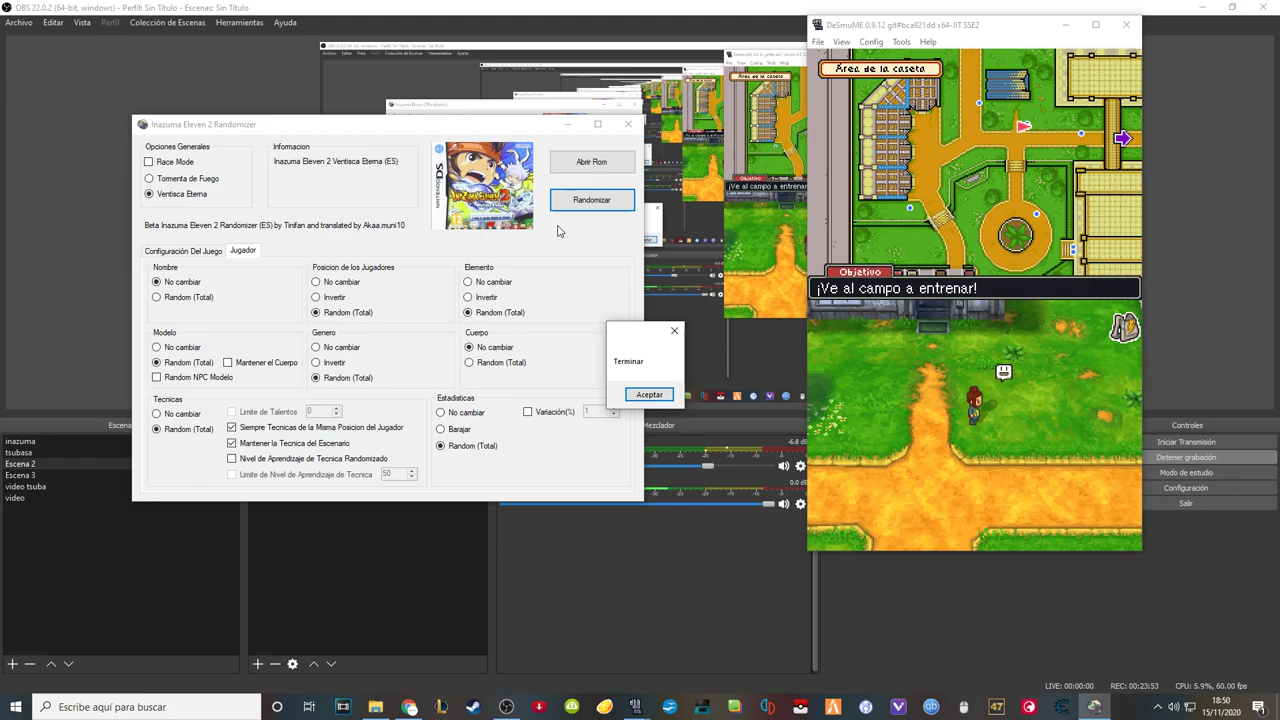 OBS 22.0.2 (64-bit, windows) - Perfil: Sin Título - Escenas: Sin Título
Archivo Editar Vista Perfil Colección de Escenas Herramientas Ayuda
Inazuma Eleven 2 Randomizer
Opciones Generales
Race Mode
Tormenta de Fuego
Ventisca Eterna
Informacion
Inazuma Eleven 2 Ventisca Eterna (ES)
Abrir Rom
Randomizar
Beta Inazuma Eleven 2 Randomizer (ES) by Tinifan and translated by Akaa.muni10
Configuración Del Juego
Jugador
Nombre
No cambiar
Random (Total)
Posicion de los Jugadores
No cambiar
Invertir
Random (Total)
Elemento
No cambiar
Invertir
Random (Total)
Modelo
No cambiar
Random (Total) Mantener el Cuerpo
Random NPC Modelo
Genero
No cambiar
Invertir
Random (Total)
Cuerpo
No cambiar
Random (Total)
Tecnicas
No cambiar
Random (Total)
Limite de Talentos 0
Siempre Tecnicas de la Misma Posicion del Jugador
Mantener la Tecnica del Escenario
Nivel de Aprendizaje de Tecnica Randomizado
Limite de Nivel de Aprendizaje de Tecnica 50
Estadisticas
No cambiar Variación(%) 1
Barajar
Random (Total)
Terminar
Aceptar
DeSmuME 0.9.12 git#bca921dd x64-JIT SSE2
File View Config Tools Help
Área de la caseta
Objetivo
¡Ve al campo a entrenar!
Escena
inazuma
tsubasa
Escena 2
Escena 3
video tsuba
video
Mezclador
-6.8 dB
0.0 dB
Controles
Iniciar Transmisión
Detener grabación
Modo de estudio
Configuración
Salir
LIVE: 00:00:00 REC: 00:23:53 CPU: 5.9%, 60.00 fps
Escribe aquí para buscar
18:50
15/11/2020